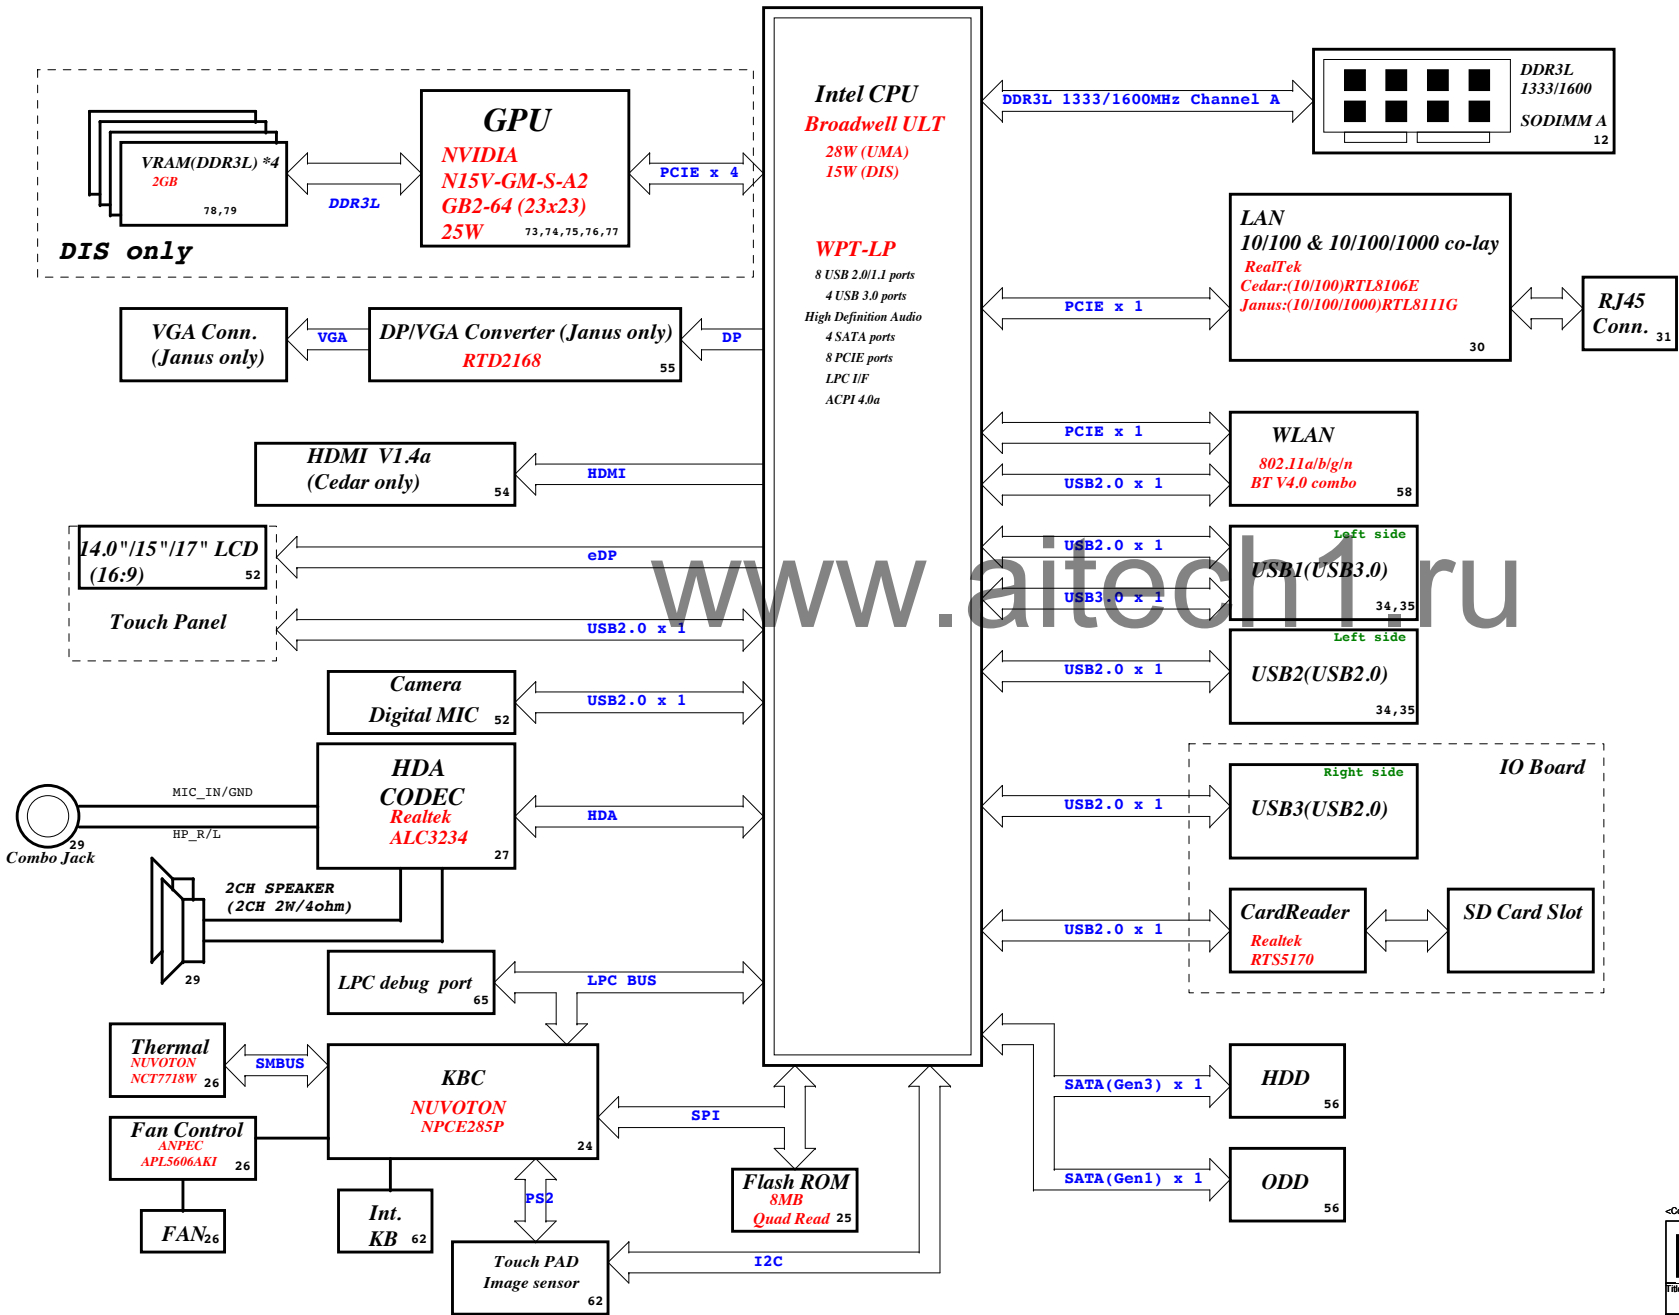 Intel CPU
Broadwell ULT
28W (UMA)
15W (DIS)
WPT-LP
8 USB 2.0/1.1 ports
4 USB 3.0 ports
High Definition Audio
4 SATA ports
8 PCIE ports
LPC I/F
ACPI 4.0a
VRAM(DDR3L) *4
2GB
78,79
DDR3L
GPU
NVIDIA
N15V-GM-S-A2
GB2-64 (23x23)
25W
73,74,75,76,77
PCIE x 4
DIS only
VGA Conn.
(Janus only)
VGA
DP/VGA Converter (Janus only)
RTD2168
55
DP
HDMI V1.4a
(Cedar only)
54
HDMI
14.0"/15"/17" LCD
(16:9)
52
eDP
Touch Panel
USB2.0 x 1
Camera
Digital MIC
52
USB2.0 x 1
HDA
CODEC
Realtek
ALC3234
27
HDA
MIC_IN/GND
HP_R/L
29
Combo Jack
2CH SPEAKER
(2CH 2W/4ohm)
29
LPC debug port
65
LPC BUS
Thermal
NUVOTON
NCT7718W
26
SMBUS
KBC
NUVOTON
NPCE285P
24
SPI
Fan Control
ANPEC
APL5606AKI
26
FAN
26
Int.
KB
62
PS2
Touch PAD
Image sensor
62
I2C
Flash ROM
8MB
Quad Read
25
DDR3L 1333/1600MHz Channel A
DDR3L
1333/1600
SODIMM A
12
PCIE x 1
LAN
10/100 & 10/100/1000 co-lay
RealTek
Cedar:(10/100)RTL8106E
Janus:(10/100/1000)RTL8111G
30
RJ45
Conn.
31
PCIE x 1
USB2.0 x 1
WLAN
802.11a/b/g/n
BT V4.0 combo
58
USB2.0 x 1
USB3.0 x 1
Left side
USB1(USB3.0)
34,35
www.aitech1.ru
USB2.0 x 1
Left side
USB2(USB2.0)
34,35
IO Board
USB2.0 x 1
Right side
USB3(USB2.0)
USB2.0 x 1
CardReader
Realtek
RTS5170
SD Card Slot
SATA(Gen3) x 1
HDD
56
SATA(Gen1) x 1
ODD
56